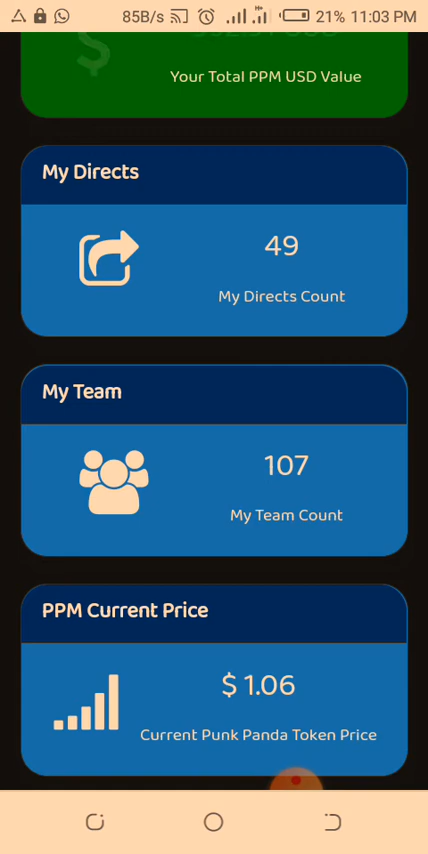 85B/s 21% 11:03 PM
Your Total PPM USD Value
My Directs
49
My Directs Count
My Team
107
My Team Count
PPM Current Price
$ 1.06
Current Punk Panda Token Price